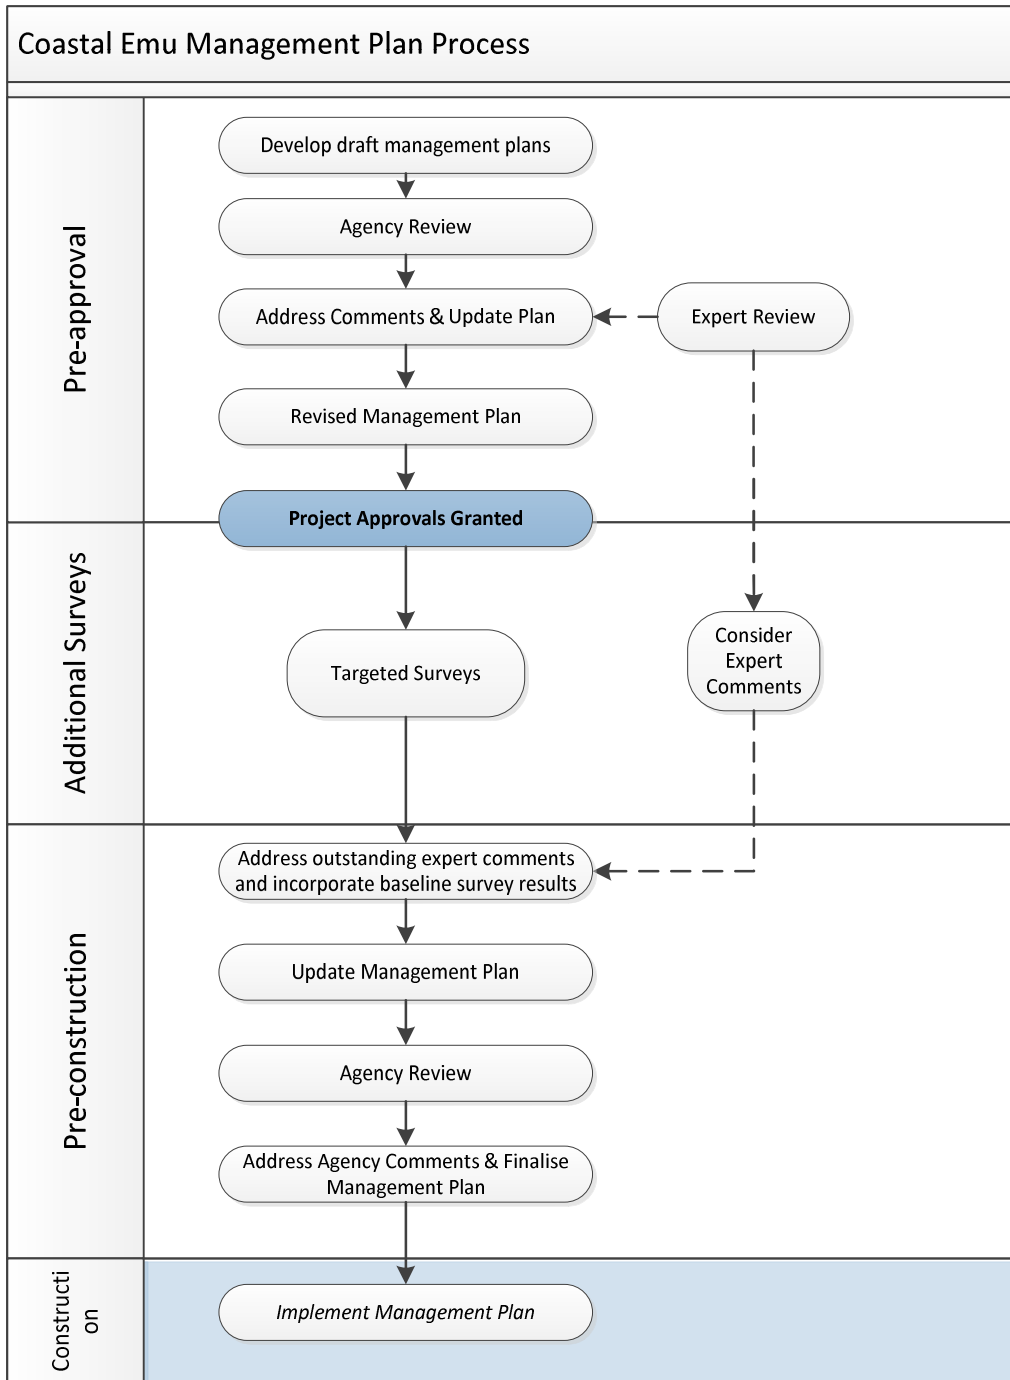 Coastal Emu Management Plan Process
Pre-approval
Develop draft management plans
Agency Review
Address Comments & Update Plan
Expert Review
Revised Management Plan
Project Approvals Granted
Additional Surveys
Targeted Surveys
Consider
Expert
Comments
Pre-construction
Address outstanding expert comments
and incorporate baseline survey results
Update Management Plan
Agency Review
Address Agency Comments & Finalise
Management Plan
Constructi
on
Implement Management Plan